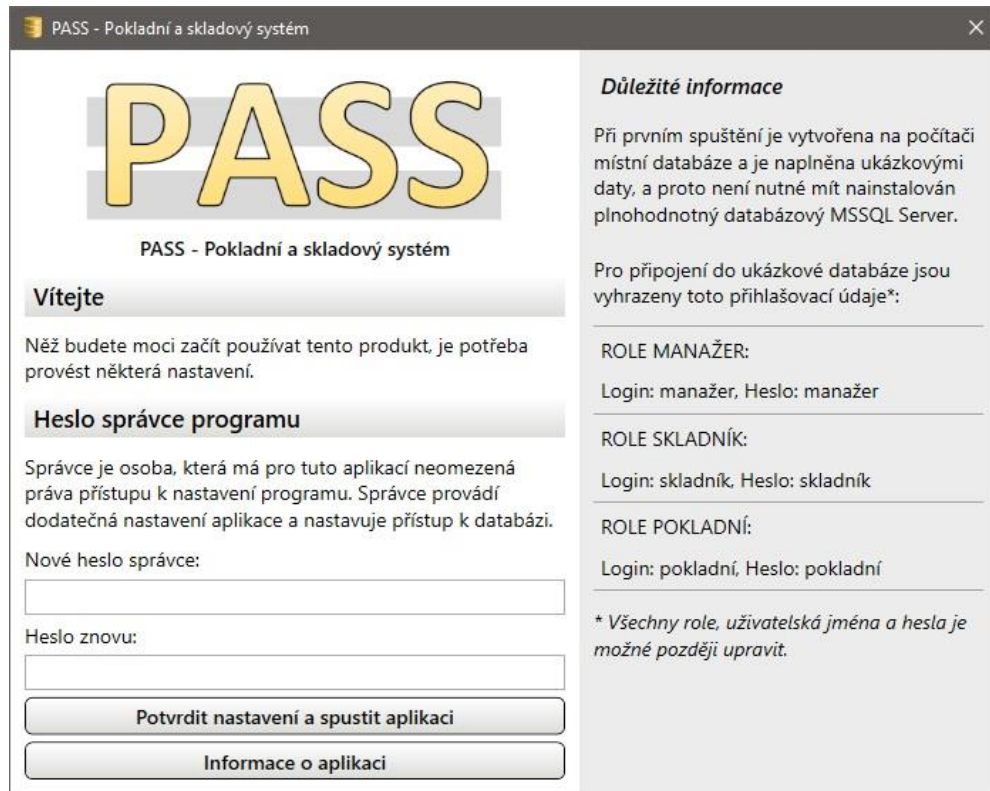 PASS - Pokladní a skladový systém
PASS
PASS - Pokladní a skladový systém
Vítejte
Něž budete moci začít používat tento produkt, je potřeba
provést některá nastavení.
Heslo správce programu
Správce je osoba, která má pro tuto aplikací neomezená
práva přístupu k nastavení programu. Správce provádí
dodatečná nastavení aplikace a nastavuje přístup k databázi.
Nové heslo správce:
Heslo znovu:
Potvrdit nastavení a spustit aplikaci
Informace o aplikaci
Důležité informace
Při prvním spuštění je vytvořena na počítači
místní databáze a je naplněna ukázkovými
daty, a proto není nutné mít nainstalován
plnohodnotný databázový MSSQL Server.
Pro připojení do ukázkové databáze jsou
vyhrazeny toto přihlašovací údaje*:
ROLE MANAŽER:
Login: manažer, Heslo: manažer
ROLE SKLADNÍK:
Login: skladník, Heslo: skladník
ROLE POKLADNÍ:
Login: pokladní, Heslo: pokladní
* Všechny role, uživatelská jména a hesla je
možné později upravit.